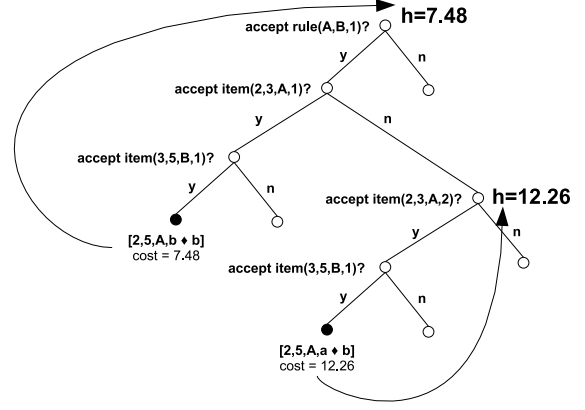 accept rule(A,B,1)? h=7.48
y n
accept item(2,3,A,1)?
y n
accept item(3,5,B,1)?
accept item(2,3,A,2)? h=12.26
y n
y n
[2,5,A,b ♦ b]
cost = 7.48
accept item(3,5,B,1)?
y n
[2,5,A,a ♦ b]
cost = 12.26